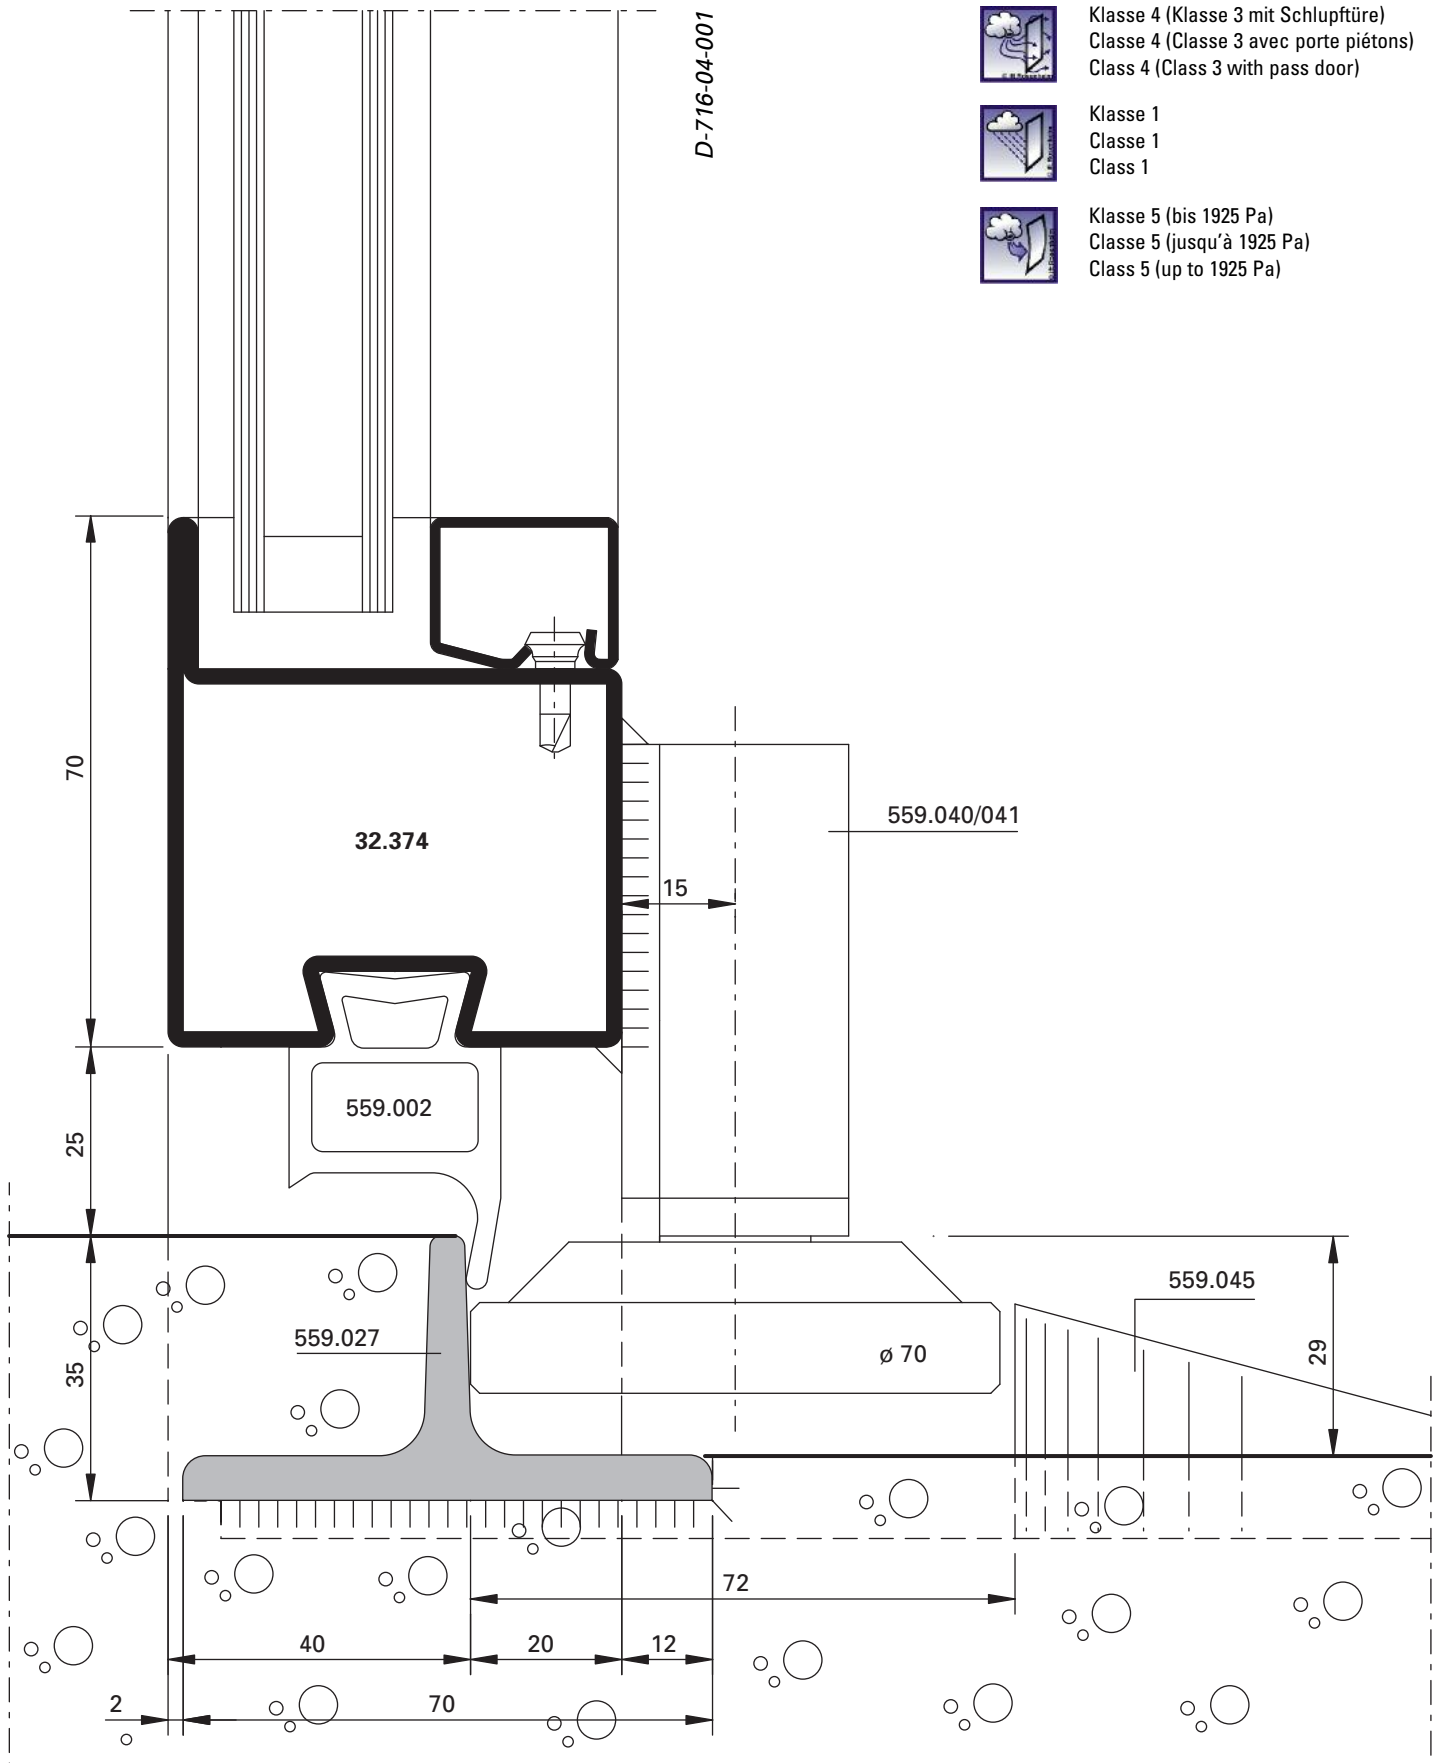 D-716-04-001
Klasse 4 (Klasse 3 mit Schlupftüre)
Classe 4 (Classe 3 avec porte piétons)
Class 4 (Class 3 with pass door)
Klasse 1
Classe 1
Class 1
Klasse 5 (bis 1925 Pa)
Classe 5 (jusqu'à 1925 Pa)
Class 5 (up to 1925 Pa)
70
32.374
559.040/041
15
559.002
25
559.045
559.027
ø 70
29
35
72
40
20
12
2
70